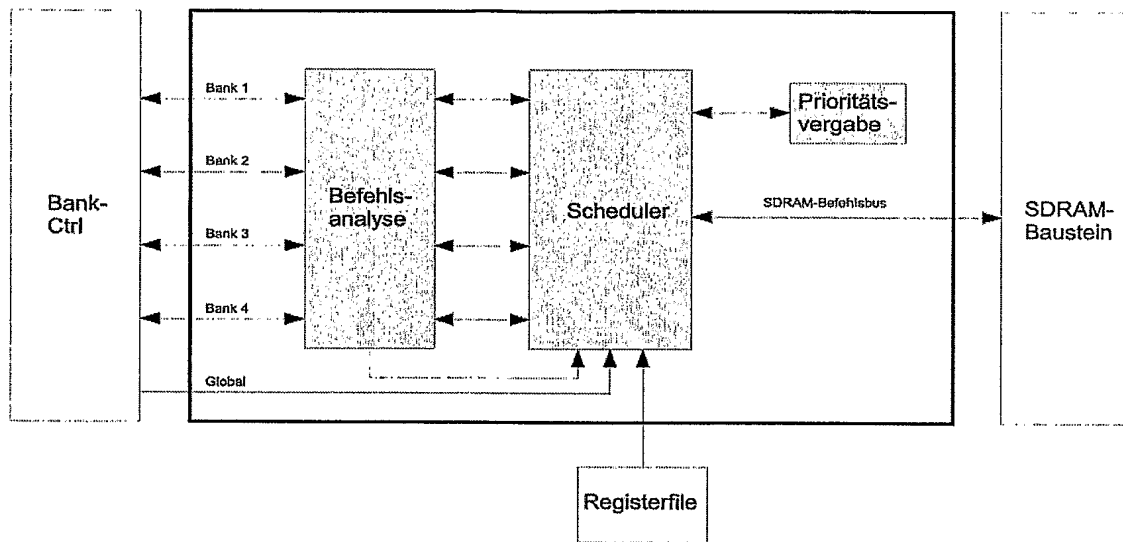 Bank-
Ctrl
Bank 1
Bank 2
Bank 3
Bank 4
Global
Befehls-
analyse
Scheduler
Prioritäts-
vergabe
SDRAM-Befehlsbus
SDRAM-
Baustein
Registerfile